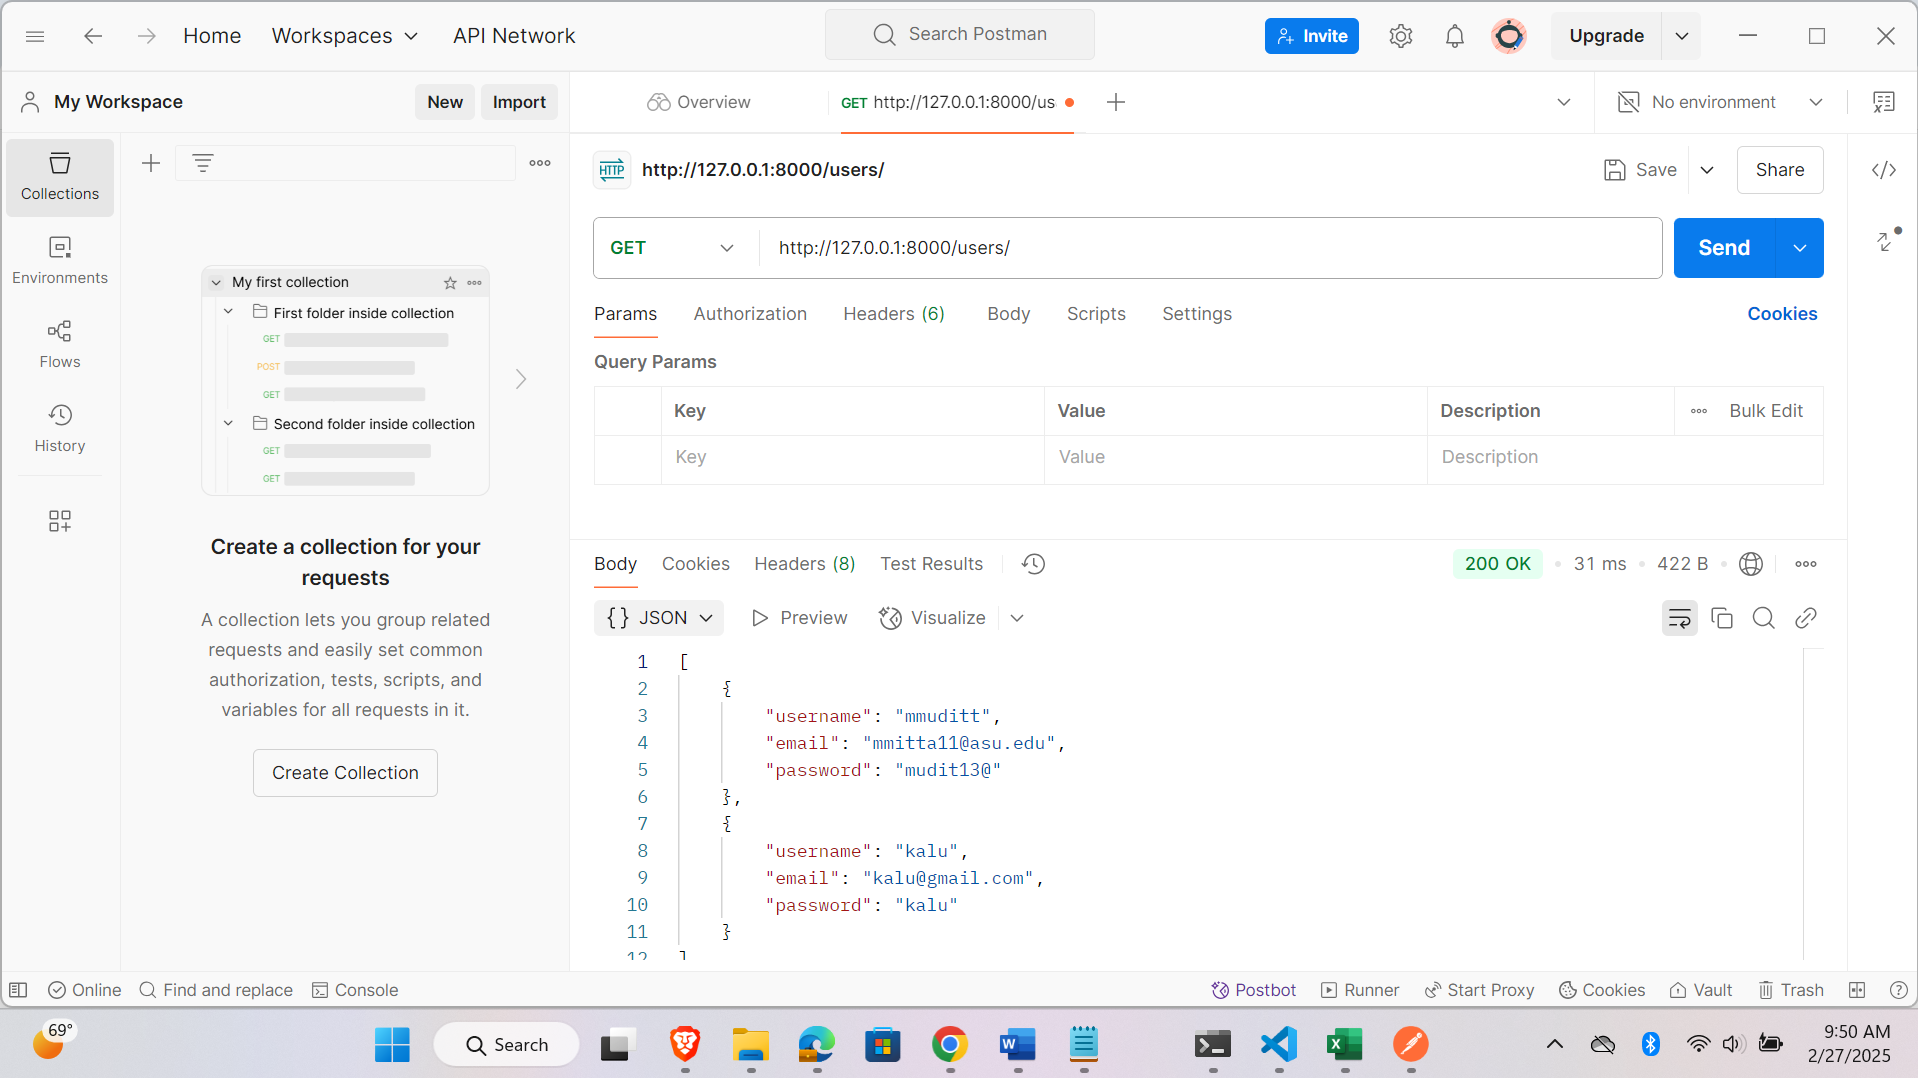 Home
Workspaces
API Network
Search Postman
Invite
Upgrade
My Workspace
New
Import
Overview
GET http://127.0.0.1:8000/us
No environment
Collections
Environments
Flows
History
My first collection
First folder inside collection
GET
POST
GET
Second folder inside collection
GET
GET
Create a collection for your
requests
A collection lets you group related
requests and easily set common
authorization, tests, scripts, and
variables for all requests in it.
Create Collection
HTTP
http://127.0.0.1:8000/users/
Save
Share
GET
http://127.0.0.1:8000/users/
Send
Params
Authorization
Headers (6)
Body
Scripts
Settings
Cookies
Query Params
Key
Value
Description
Bulk Edit
Key
Value
Description
Body
Cookies
Headers (8)
Test Results
200 OK
31 ms
422 B
{} JSON
Preview
Visualize
1 [
2 {
3 "username": "mmuditt",
4 "email": "mmitta11@asu.edu",
5 "password": "mudit13@"
6 },
7 {
8 "username": "kalu",
9 "email": "kalu@gmail.com",
10 "password": "kalu"
11 }
12 ]
Online
Find and replace
Console
Postbot
Runner
Start Proxy
Cookies
Vault
Trash
69°
Search
9:50 AM
2/27/2025